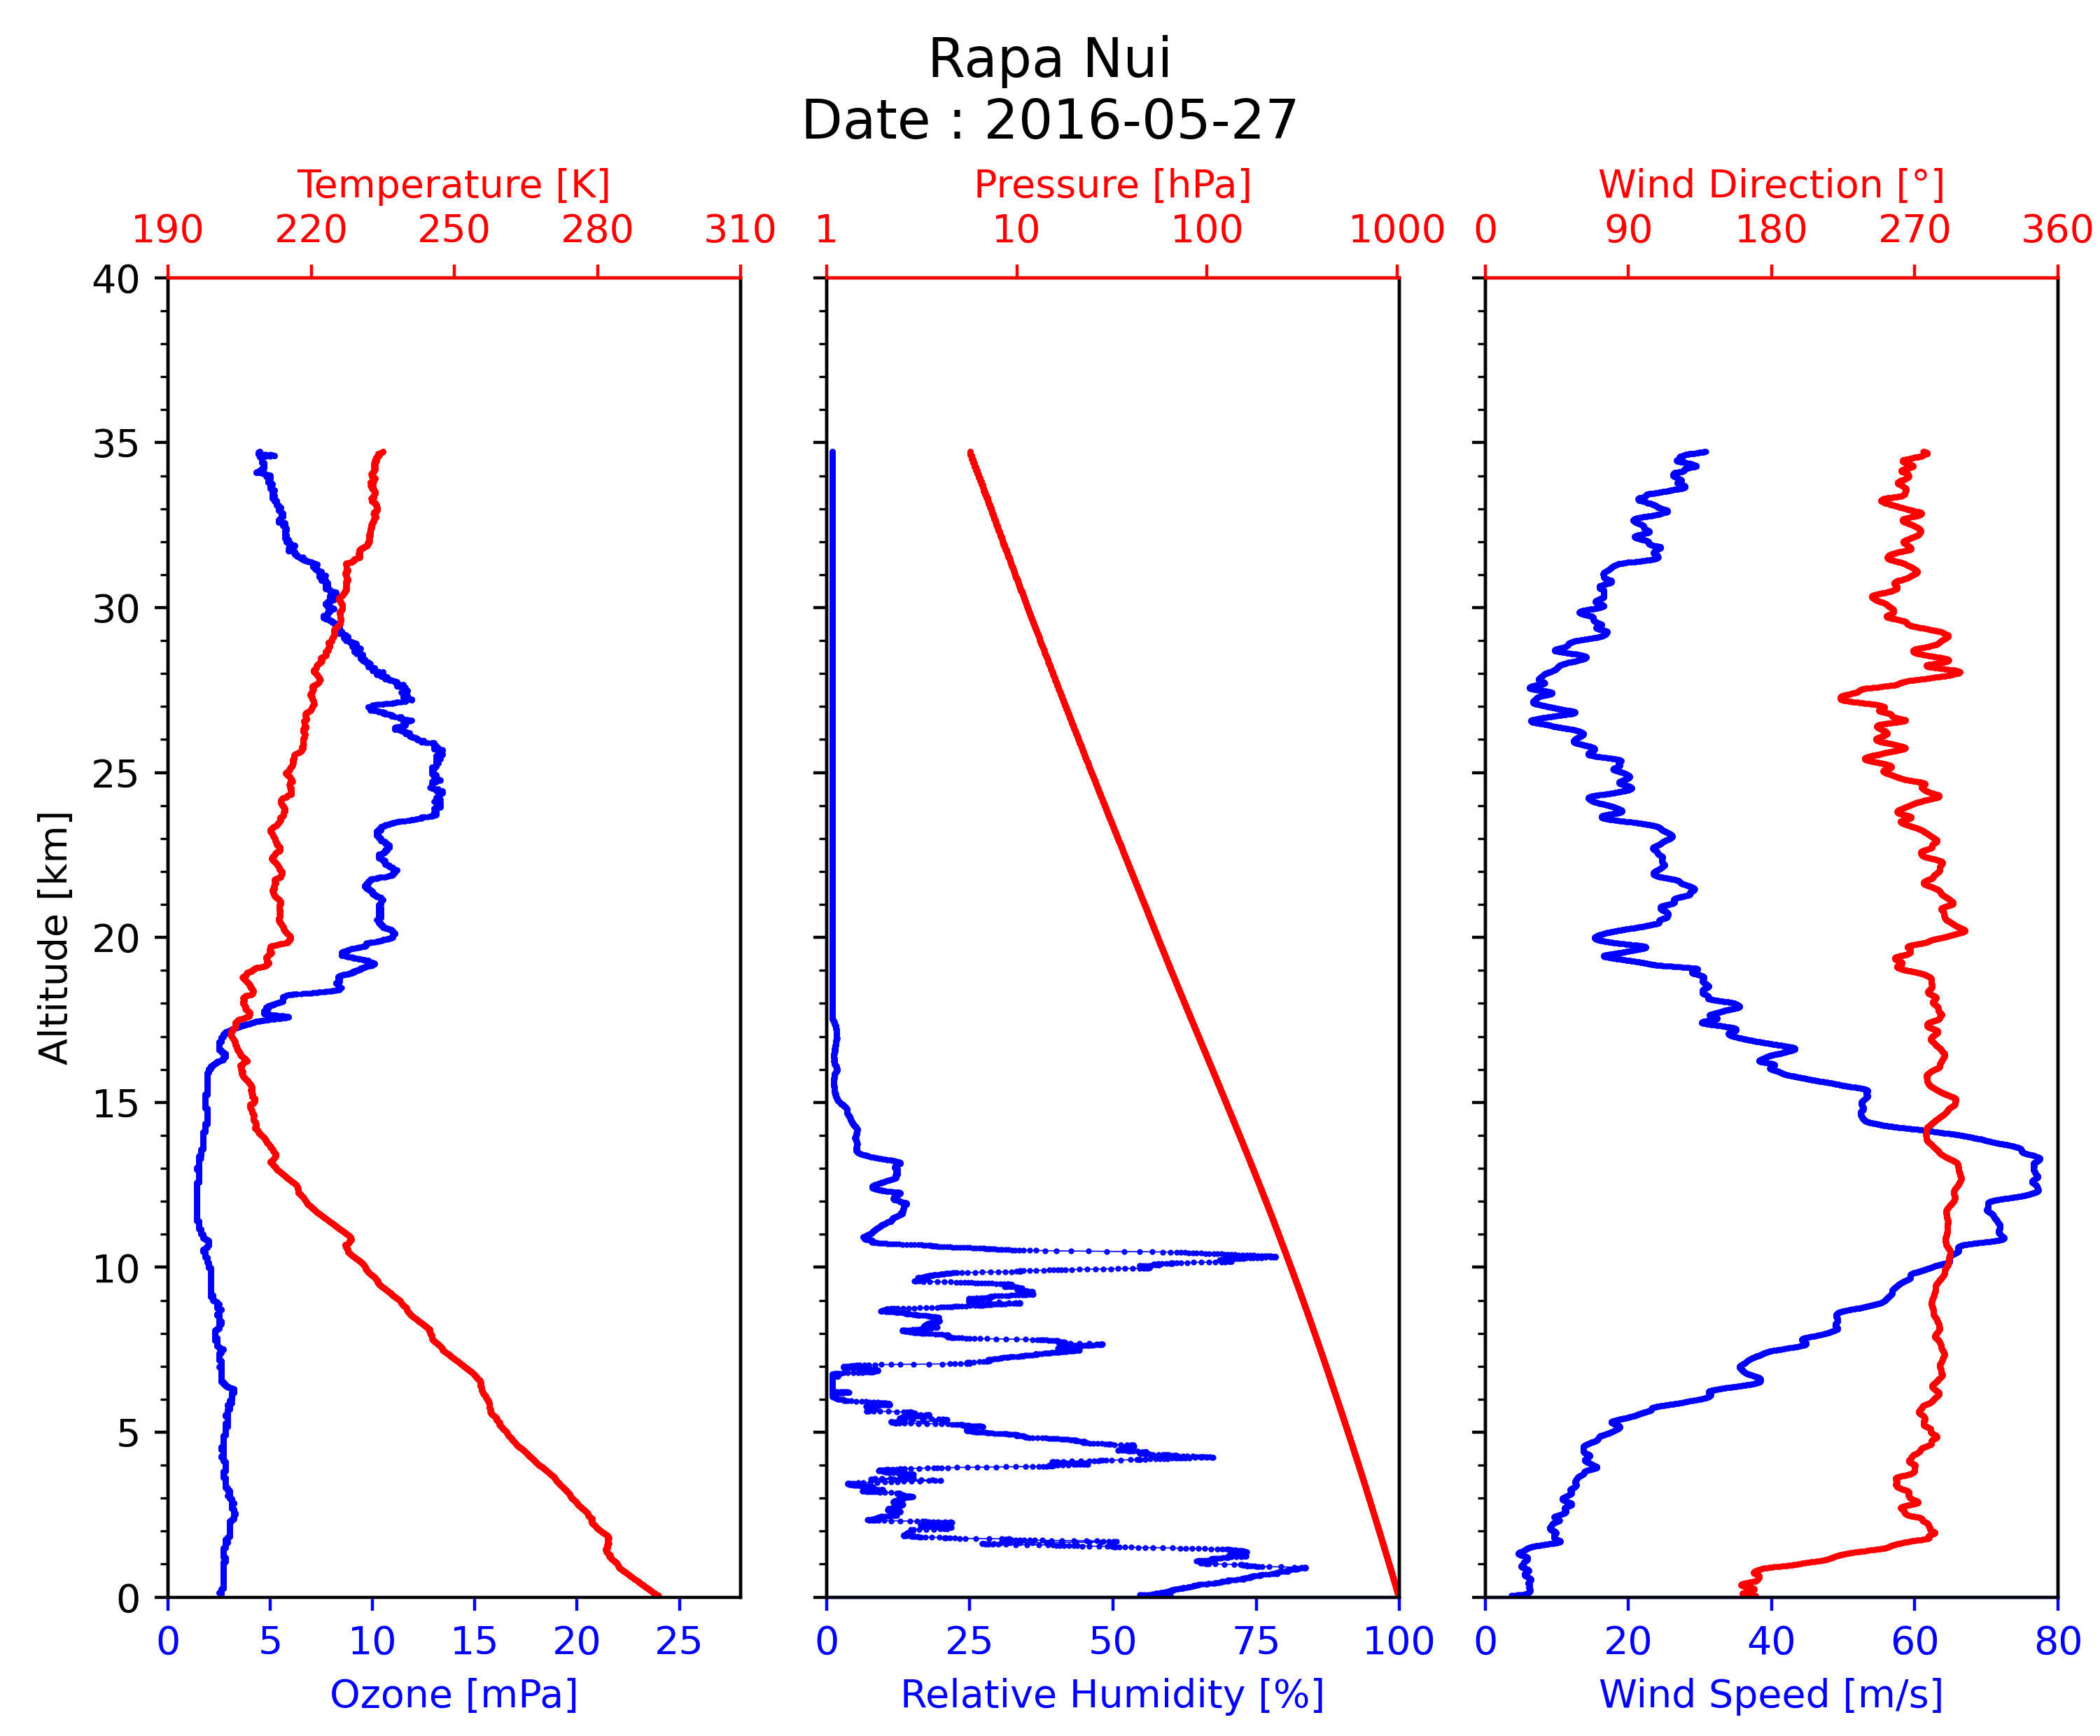 Rapa Nui
Date : 2016-05-27
Temperature [K]
190 220 250 280 310
Pressure [hPa]
1 10 100 1000
Wind Direction [°]
0 90 180 270 360
Altitude [km]
40
35
30
25
20
15
10
5
0
0 5 10 15 20 25
Ozone [mPa]
0 25 50 75 100
Relative Humidity [%]
0 20 40 60 80
Wind Speed [m/s]